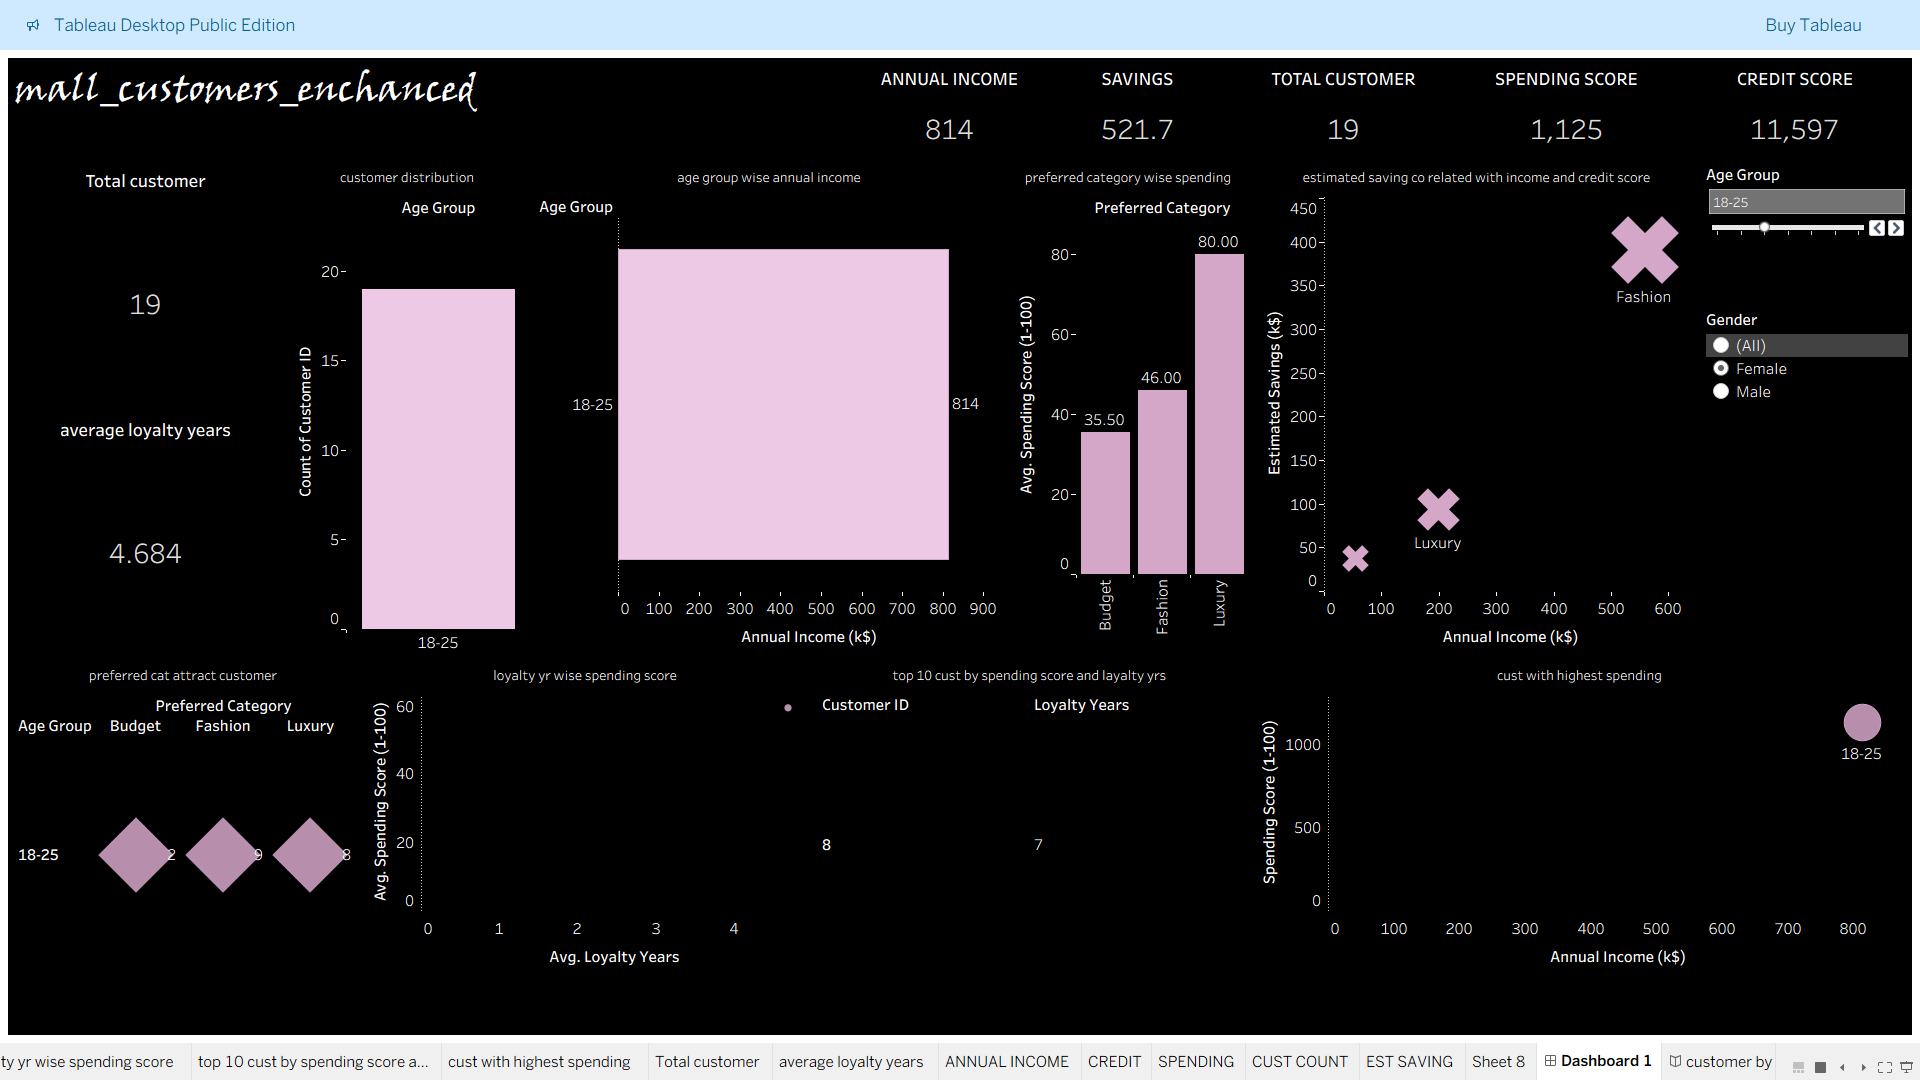 Tableau Desktop Public Edition
Buy Tableau
mall_customers_enchanced
ANNUAL INCOME
814
SAVINGS
521.7
TOTAL CUSTOMER
19
SPENDING SCORE
1,125
CREDIT SCORE
11,597
Total customer
19
average loyalty years
4.684
customer distribution
Age Group
Count of Customer ID
20
15
10
5
0
18-25
age group wise annual income
Age Group
18-25
814
0 100 200 300 400 500 600 700 800 900
Annual Income (k$)
preferred category wise spending
Preferred Category
Avg. Spending Score (1-100)
80
60
40
20
0
35.50
46.00
80.00
Budget
Fashion
Luxury
estimated saving co related with income and credit score
Estimated Savings (k$)
450
400
350
300
250
200
150
100
50
0
Fashion
Luxury
0 100 200 300 400 500 600
Annual Income (k$)
Age Group
18-25
Gender
(All)
Female
Male
preferred cat attract customer
Preferred Category
Age Group Budget Fashion Luxury
18-25 2 9 8
loyalty yr wise spending score
Avg. Spending Score (1-100)
60
40
20
0
0 1 2 3 4
Avg. Loyalty Years
top 10 cust by spending score and layalty yrs
Customer ID Loyalty Years
8 7
cust with highest spending
Spending Score (1-100)
1000
500
0
18-25
0 100 200 300 400 500 600 700 800
Annual Income (k$)
ty yr wise spending score
top 10 cust by spending score a...
cust with highest spending
Total customer
average loyalty years
ANNUAL INCOME
CREDIT
SPENDING
CUST COUNT
EST SAVING
Sheet 8
Dashboard 1
customer by